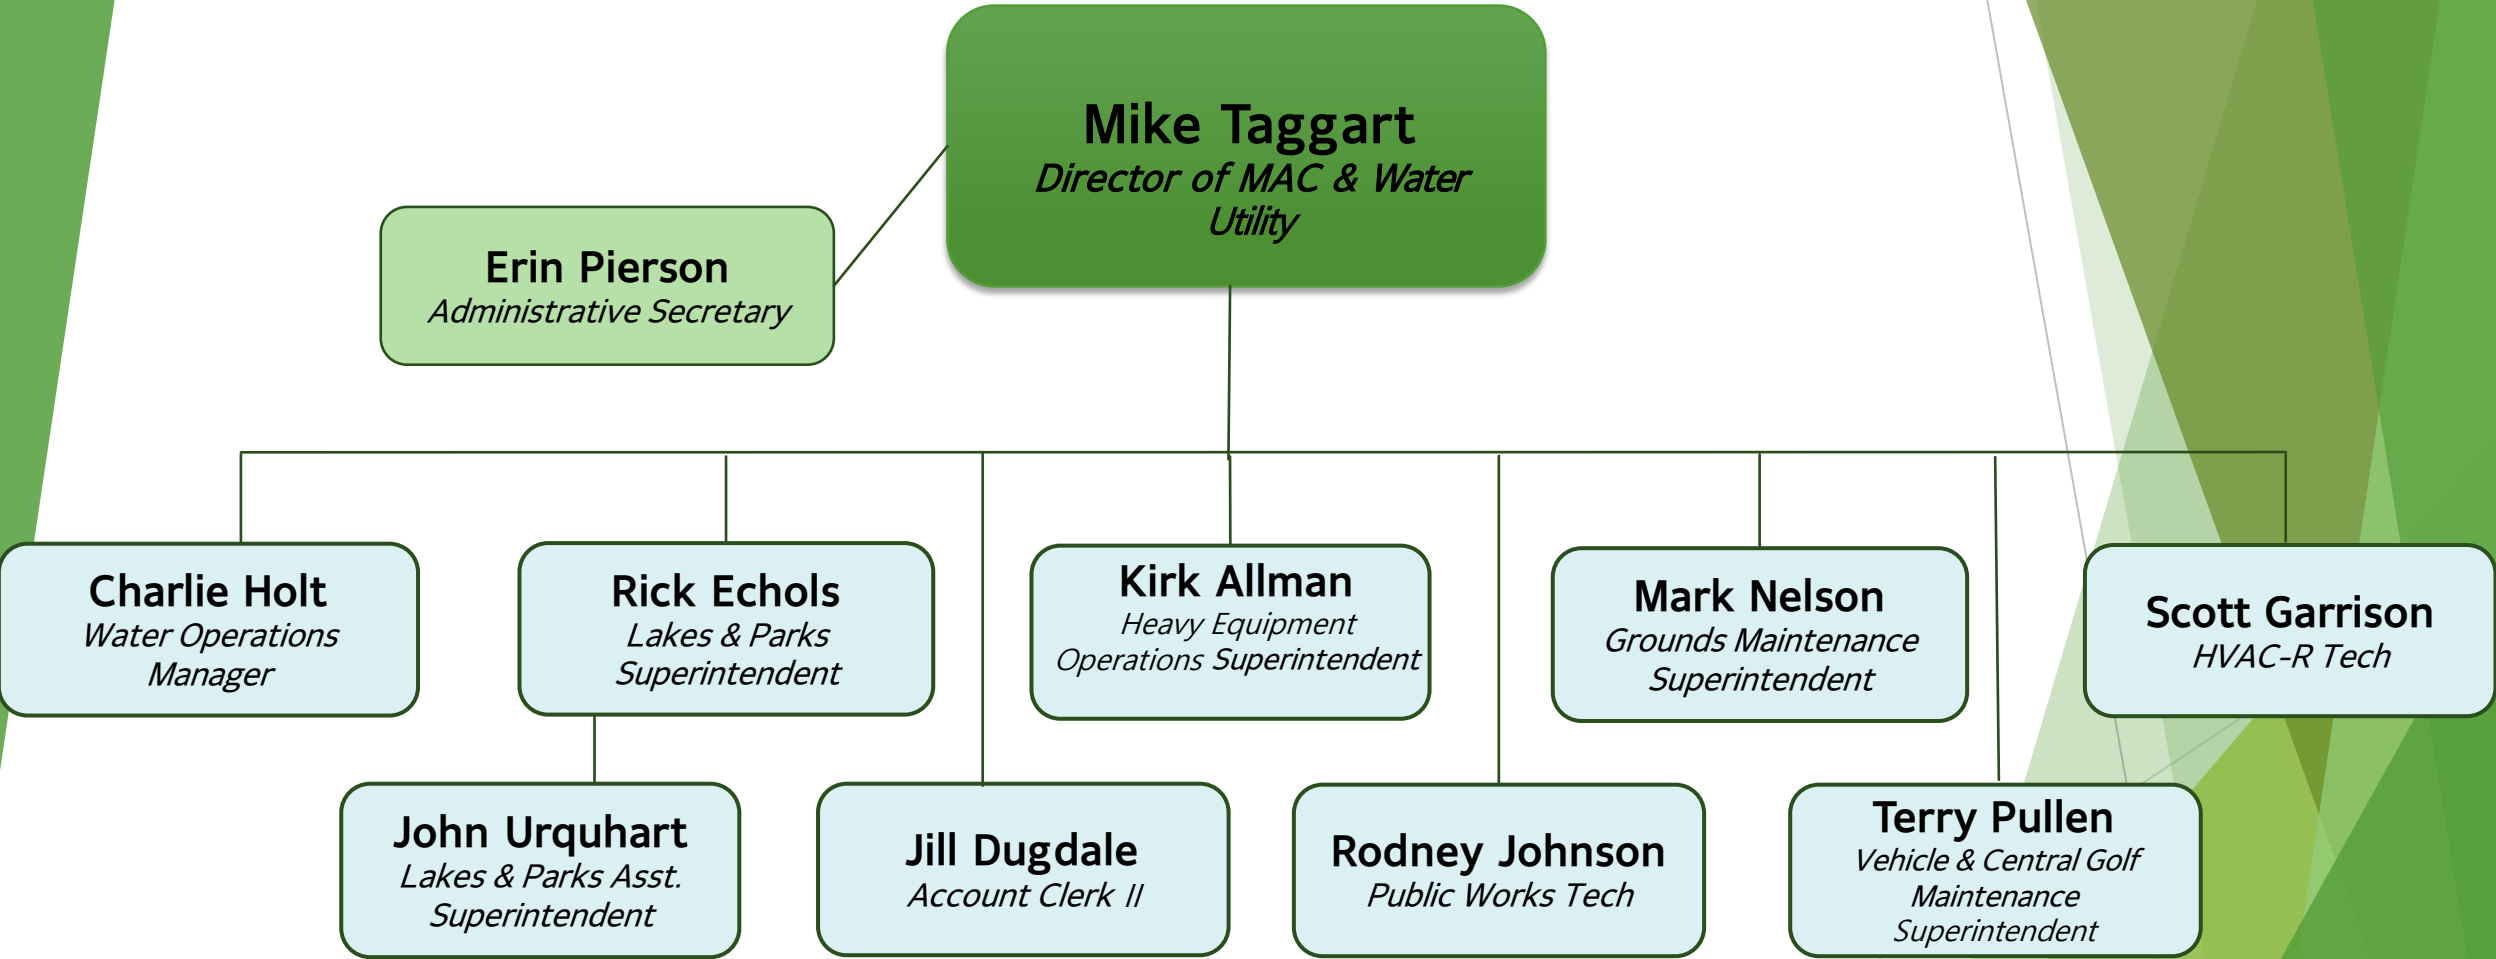 Mike Taggart
Director of MAC & Water
Utility
Erin Pierson
Administrative Secretary
Charlie Holt
Water Operations
Manager
Rick Echols
Lakes & Parks
Superintendent
Kirk Allman
Heavy Equipment
Operations Superintendent
Mark Nelson
Grounds Maintenance
Superintendent
Scott Garrison
HVAC-R Tech
John Urquhart
Lakes & Parks Asst.
Superintendent
Jill Dugdale
Account Clerk II
Rodney Johnson
Public Works Tech
Terry Pullen
Vehicle & Central Golf
Maintenance
Superintendent